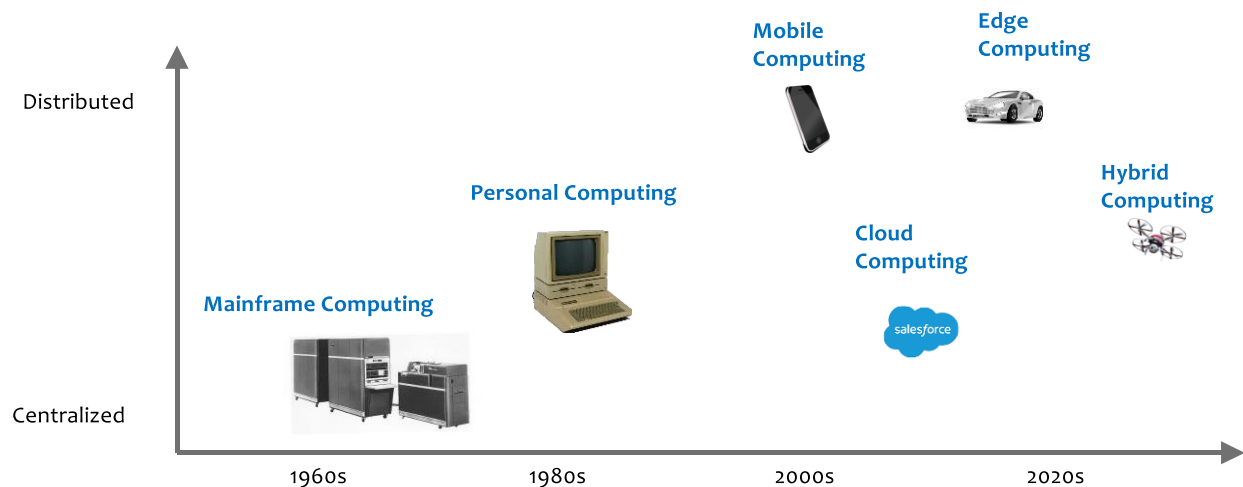 Mobile
Computing
Edge
Computing
Distributed
Personal Computing
Hybrid
Computing
Cloud
Computing
Mainframe Computing
salesforce
Centralized
1960s
1980s
2000s
2020s